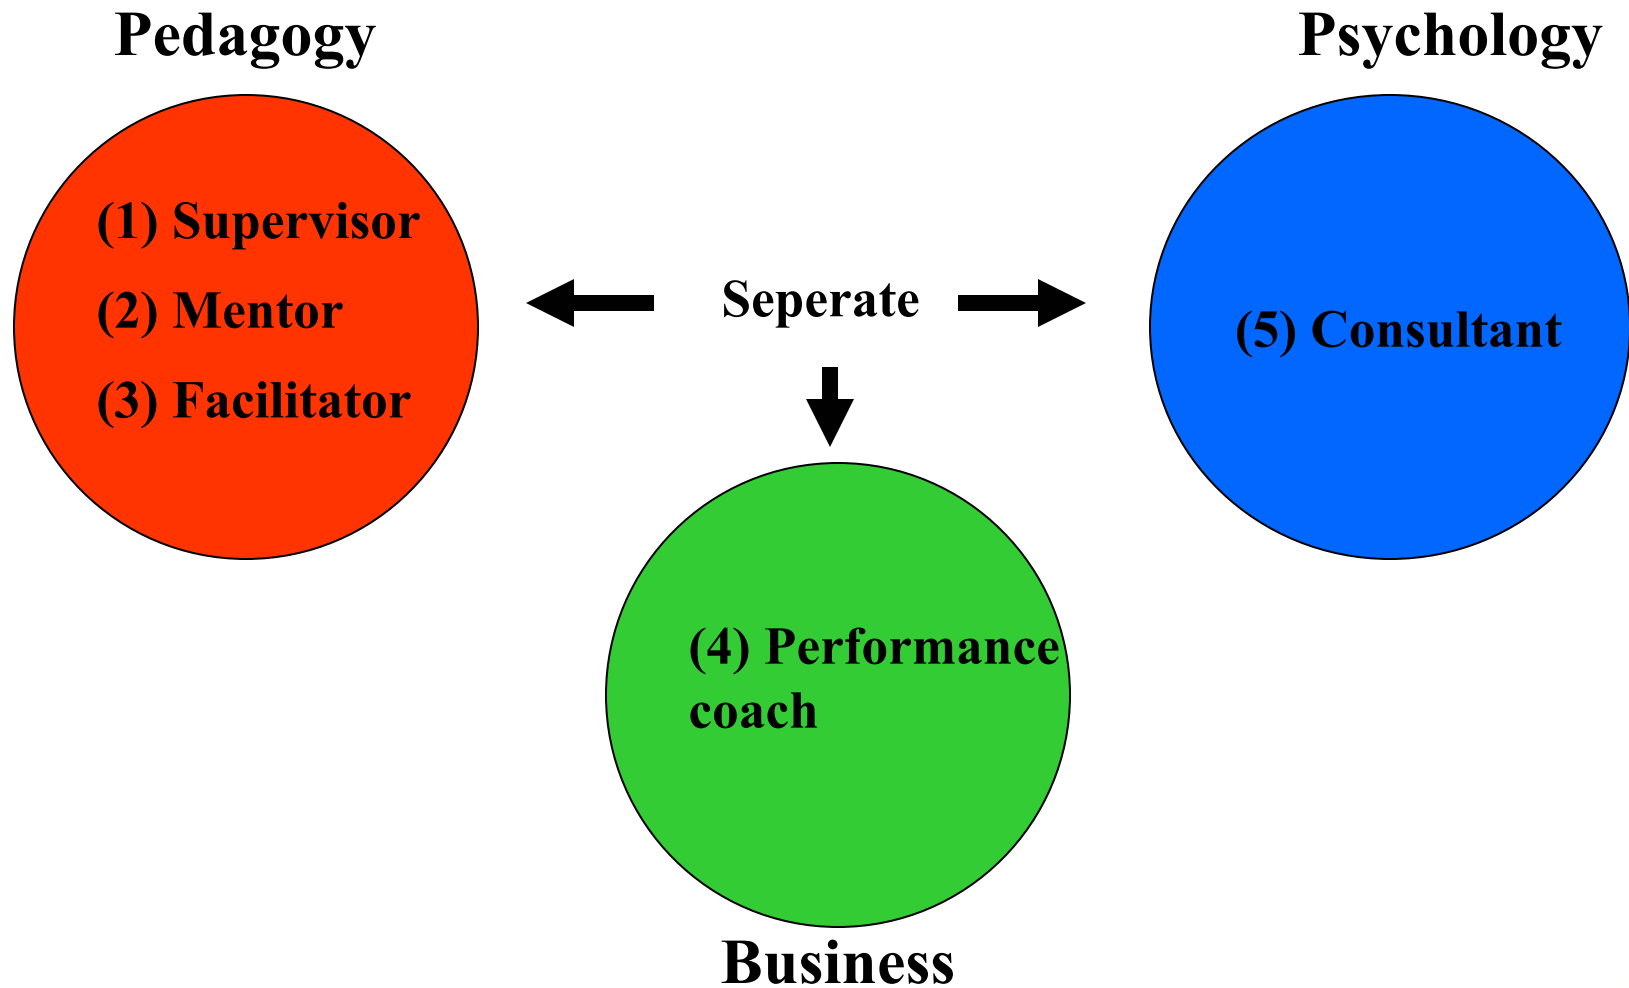 Pedagogy
Psychology
(1) Supervisor
(2) Mentor
(3) Facilitator
Seperate
(5) Consultant
(4) Performance
coach
Business